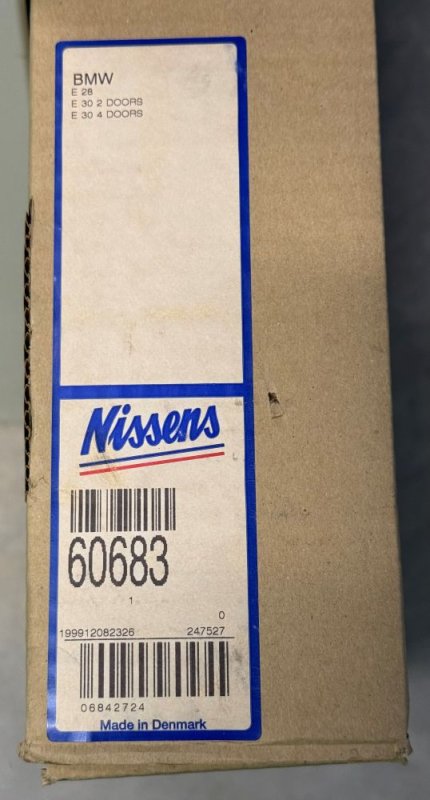 BMW
E 28
E 30 2 DOORS
E 30 4 DOORS
Nissens
60683
1
0
199912082326 247527
06842724
Made in Denmark